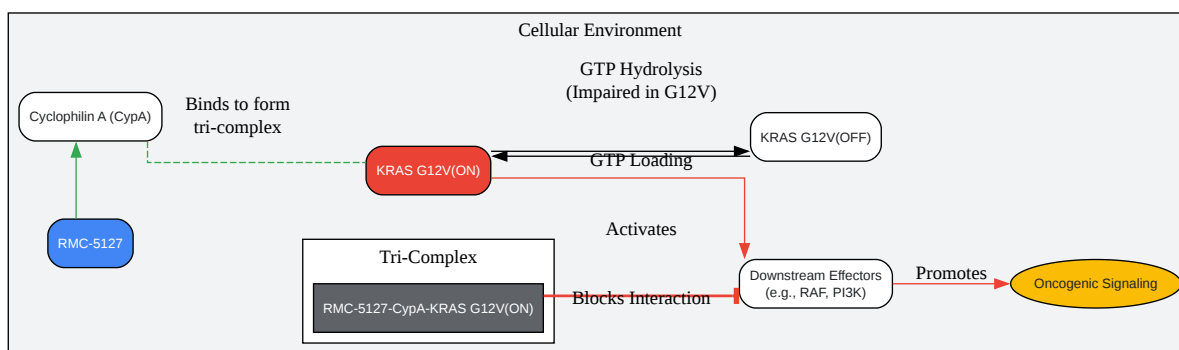 Cellular Environment
GTP Hydrolysis
(Impaired in G12V)
Cyclophilin A (CypA)
Binds to form
tri-complex
KRAS G12V(OFF)
GTP Loading
KRAS G12V(ON)
RMC-5127
Activates
Tri-Complex
RMC-5127-CypA-KRAS G12V(ON)
Blocks Interaction
Downstream Effectors
(e.g., RAF, PI3K)
Promotes
Oncogenic Signaling